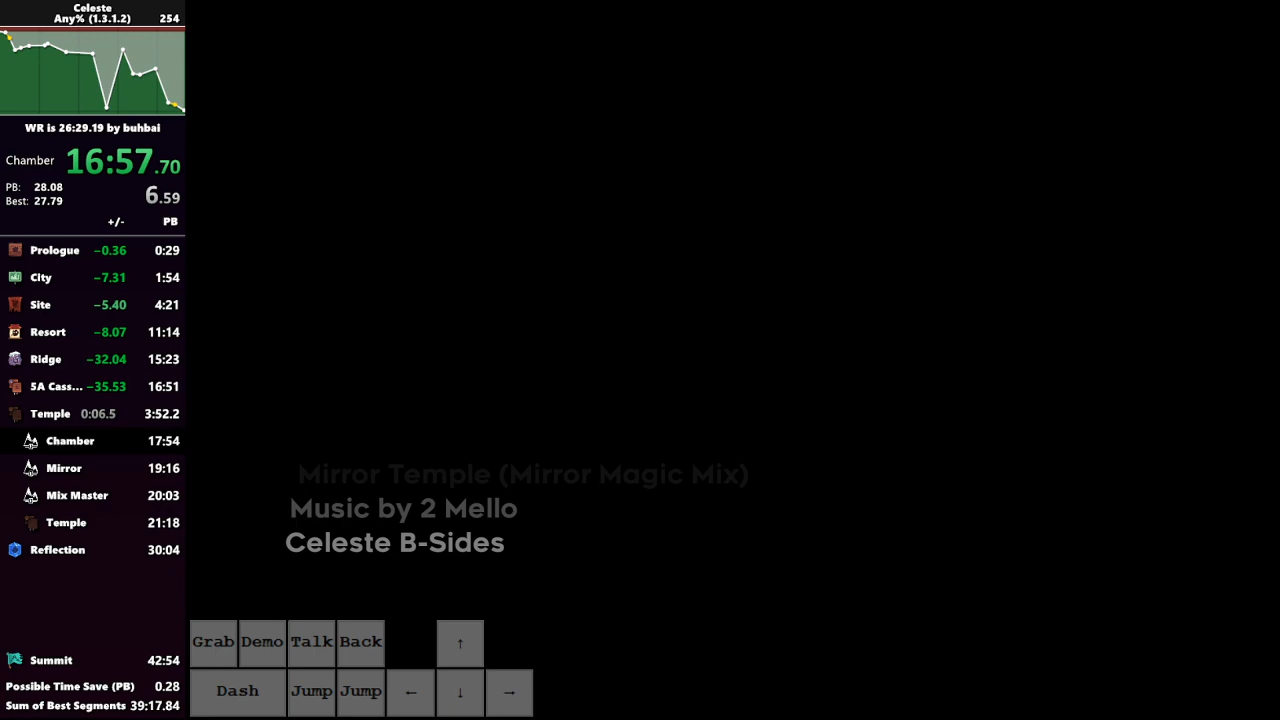 Celeste
Any% (1.3.1.2) 254
WR is 26:29.19 by buhbai
Chamber 16:57.70
PB: 28.08 6.59
Best: 27.79
+/- PB
Prologue −0.36 0:29
City −7.31 1:54
Site −5.40 4:21
Resort −8.07 11:14
Ridge −32.04 15:23
5A Cass... −35.53 16:51
Temple 0:06.5 3:52.2
Chamber 17:54
Mirror 19:16
Mix Master 20:03
Temple 21:18
Reflection 30:04
Summit 42:54
Possible Time Save (PB) 0.28
Sum of Best Segments 39:17.84
Mirror Temple (Mirror Magic Mix)
Music by 2 Mello
Celeste B-Sides
Grab Demo Talk Back ↑
Dash Jump Jump ← ↓ →